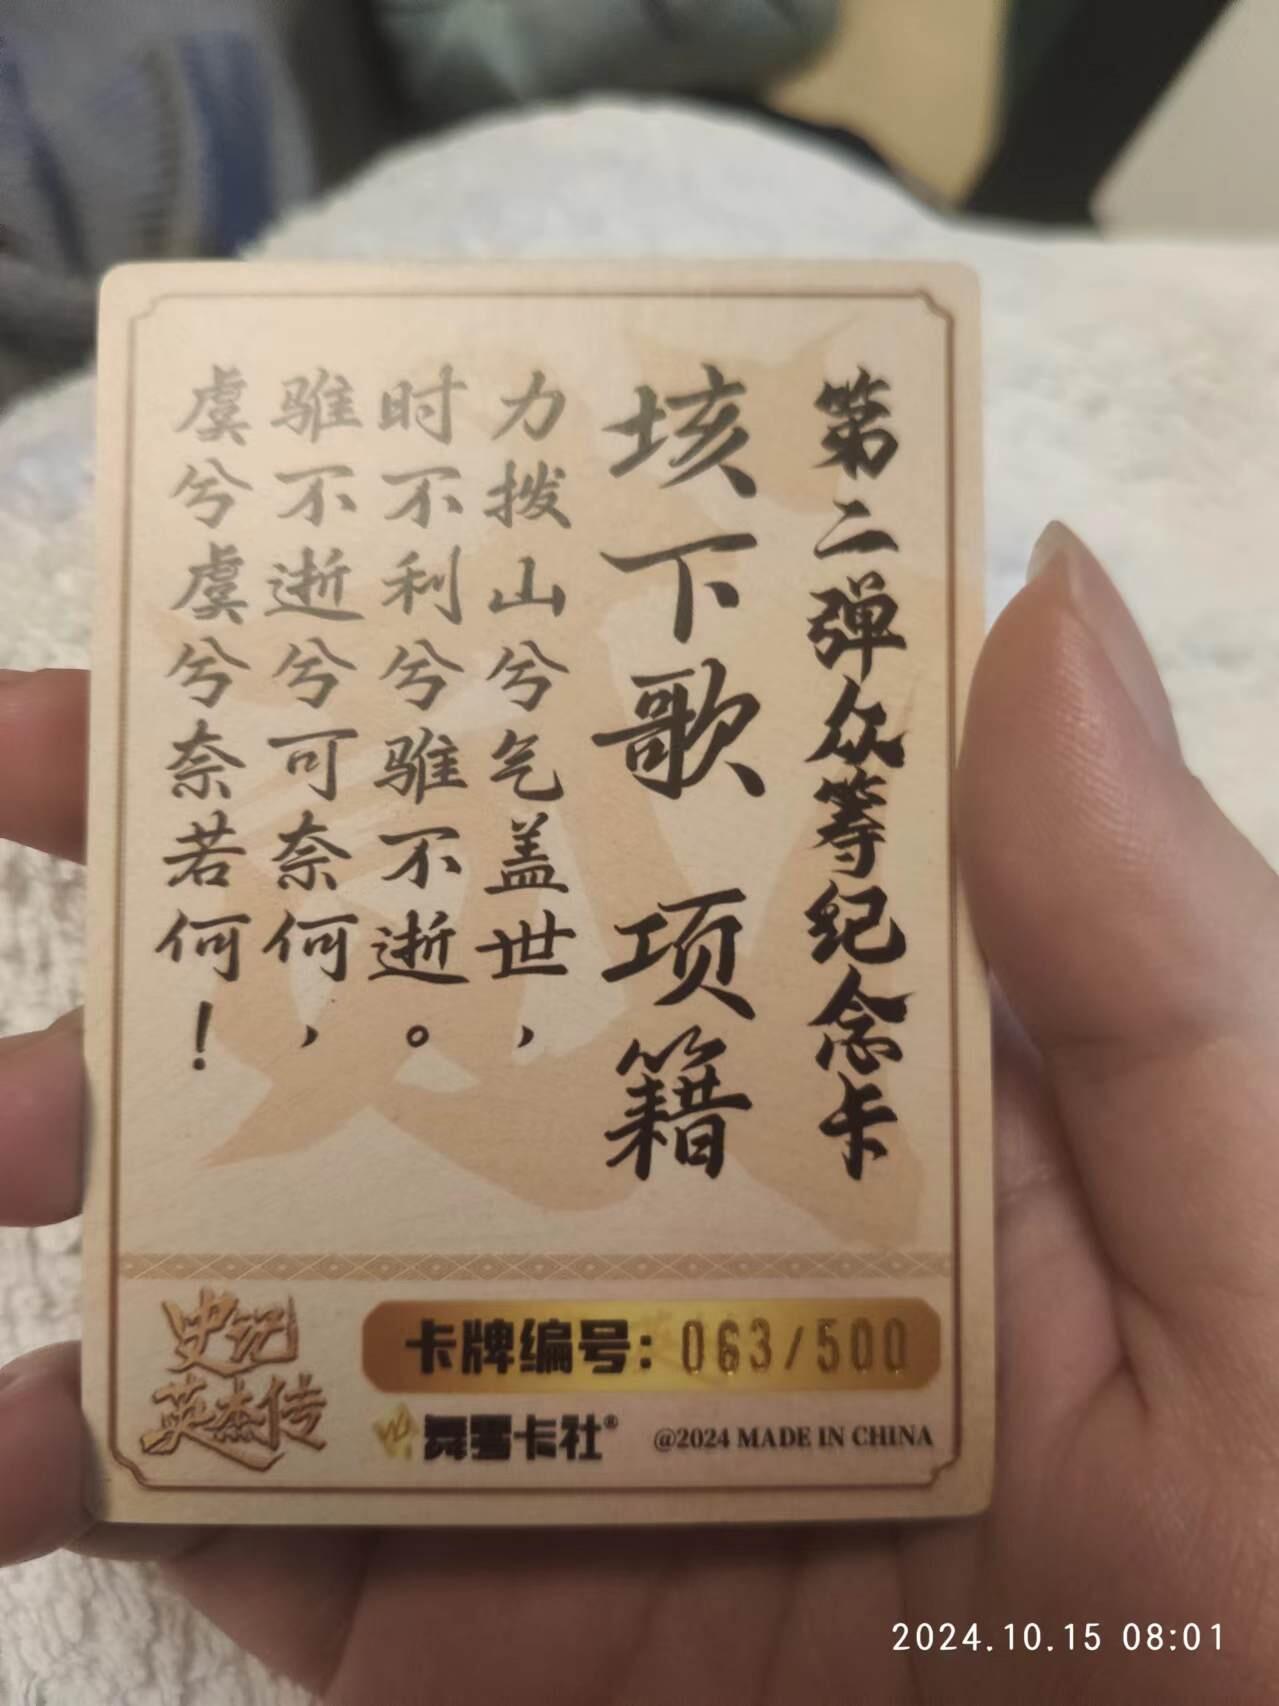 第二弹众筹纪念卡
垓下歌 项籍
力拨山兮气盖世，
时不利兮骓不逝。
骓不逝兮可奈何，
虞兮虞兮奈若何！
史记
英杰传
卡牌编号：063/500
卡社®
@2024 MADE IN CHINA
2024.10.15 08:01